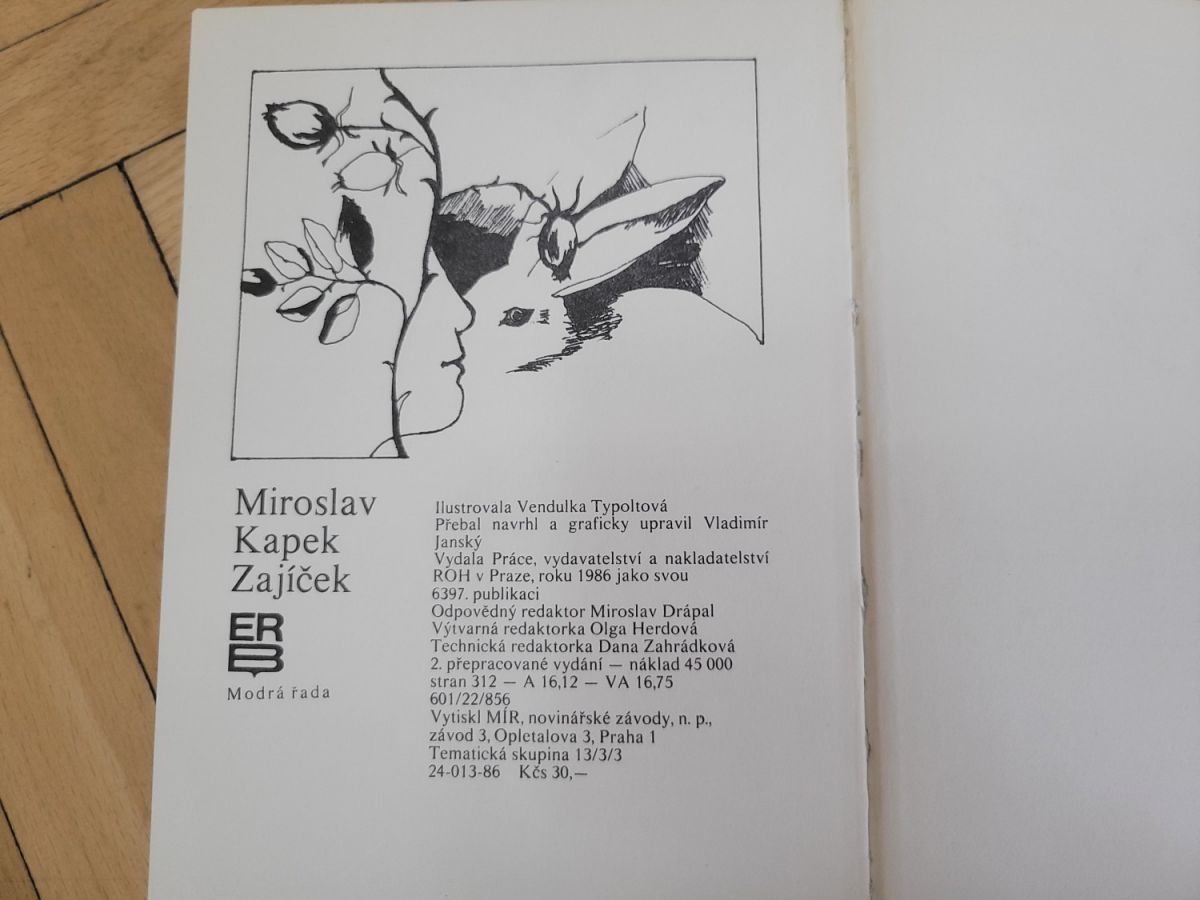 Miroslav
Kapek
Zajíček
ERB
Modrá řada
Ilustrovala Vendulka Typoltová
Přebal navrhl a graficky upravil Vladimír
Janský
Vydala Práce, vydavatelství a nakladatelství
ROH v Praze, roku 1986 jako svou
6397. publikaci
Odpovědný redaktor Miroslav Drápal
Výtvarná redaktorka Olga Herdová
Technická redaktorka Dana Zahrádková
2. přepracované vydání — náklad 45 000
stran 312 — A 16,12 — VA 16,75
601/22/856
Vytiskl MÍR, novinářské závody, n. p.,
závod 3, Opletalova 3, Praha 1
Tematická skupina 13/3/3
24-013-86 Kčs 30,—